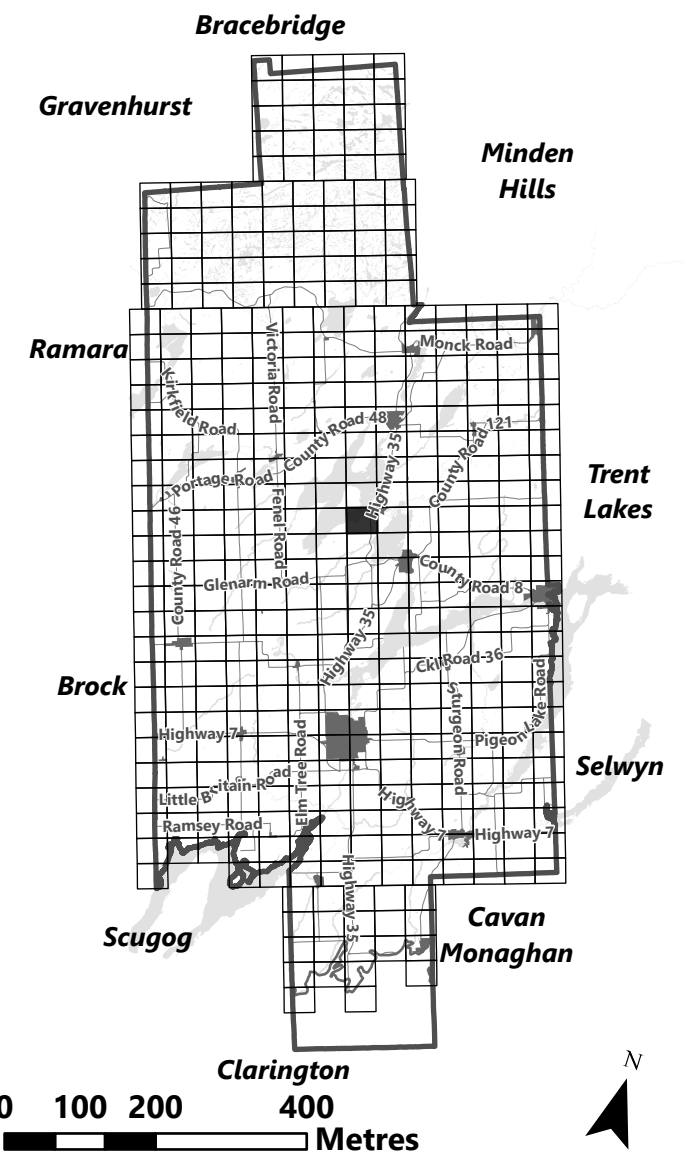 Bracebridge
Gravenhurst
Minden
Hills
Ramara
Monck Road
Victoria Road
Kirkfield Road
County Road 48
Highway 35
County Road 121
Portage Road
Trent
Lakes
County Road 46
Fenel Road
Glenarm Road
County Road 8
Highway 35
Ckl Road 36
Brock
Sturgeon Road
Pigeon Lake Road
Highway 7
Elm Tree Road
Selwyn
Little Britain Road
Highway 7
Ramsey Road
Highway 7
Highway 35
Scugog
Cavan
Monaghan
Clarington
N
0 100 200 400
Metres